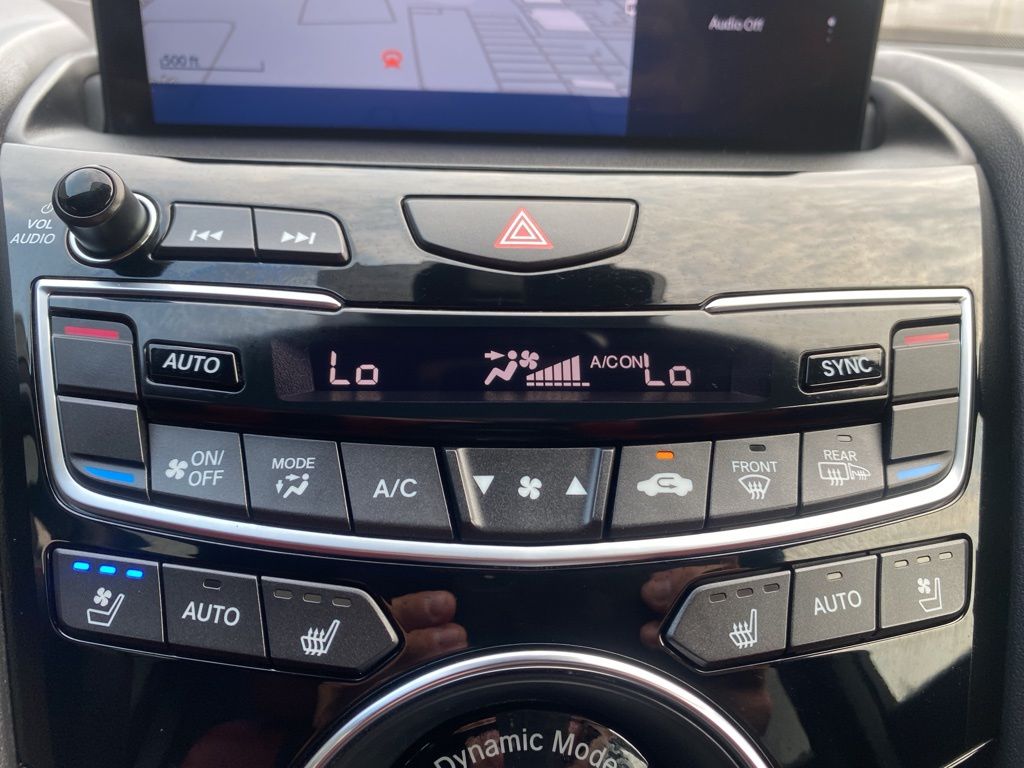 500 ft
Audio Off
VOL
AUDIO
AUTO
Lo
A/C ON
Lo
SYNC
ON/
OFF
MODE
A/C
FRONT
REAR
AUTO
AUTO
Dynamic Mode